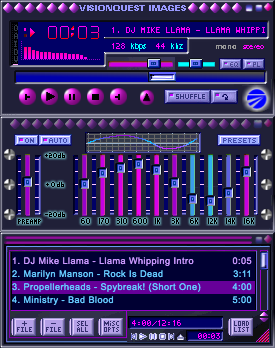 VISIONQUEST IMAGES
O
A
I
D
V
00:03
1. DJ MIKE LLAMA - LLAMA WHIPPI
128 kbps 44 khz
mono stereo
EQ PL
SHUFFLE
ON AUTO PRESETS
+20db
+0db
-20db
PREAMP 60 170 310 600 1K 3K 6K 12K 14K 16K
1. DJ Mike Llama - Llama Whipping Intro 0:05
2. Marilyn Manson - Rock Is Dead 3:11
3. Propellerheads - Spybreak! (Short One) 4:00
4. Ministry - Bad Blood 5:00
+ FILE
- FILE
SEL ALL
MISC OPTS
4:00/12:16
00:03
LOAD LIST